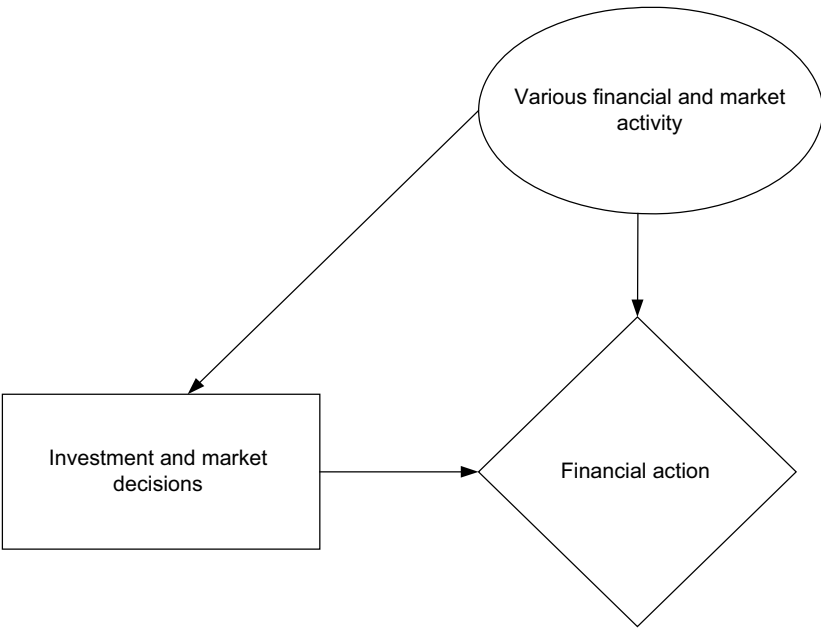 Various financial and market
activity
Investment and market
decisions
Financial action